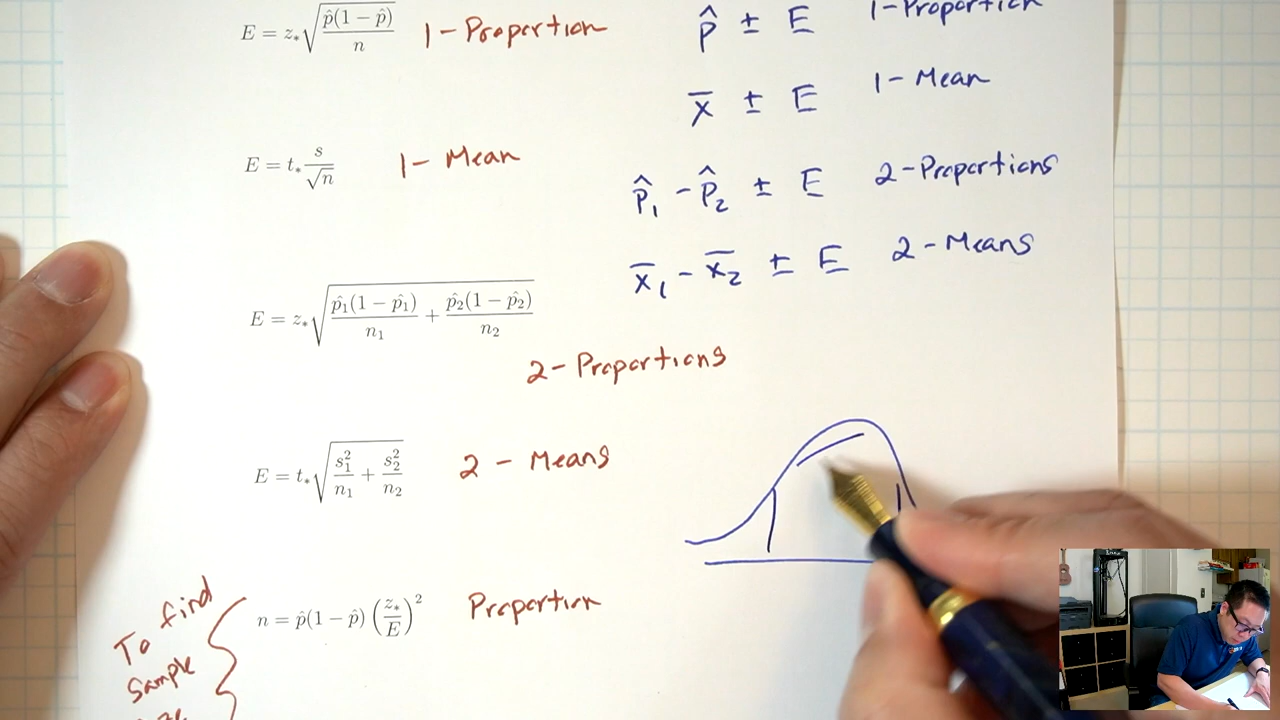 E = z* √(p̂(1 − p̂)/n) 1-Proportion
p̂ ± E 1-Proportion
x̄ ± E 1-Mean
E = t* s/√n 1- Mean
p̂₁ - p̂₂ ± E 2-Proportions
x̄₁ - x̄₂ ± E 2-Means
E = z* √(p̂₁(1 − p̂₁)/n₁ + p̂₂(1 − p̂₂)/n₂)
2-Proportions
E = t* √(s₁²/n₁ + s₂²/n₂) 2 - Means
n = p̂(1 − p̂) (z*/E)² Proportion
To find
Sample